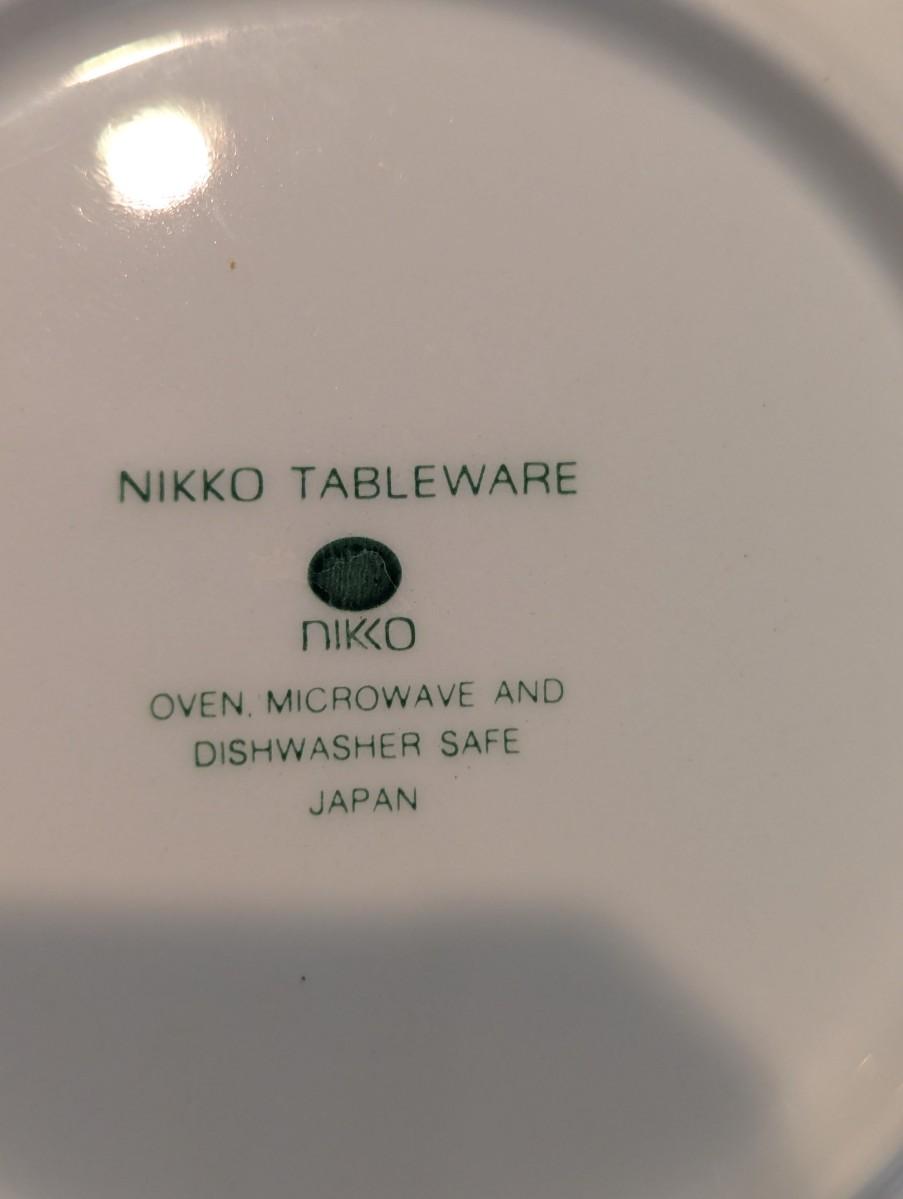 NIKKO TABLEWARE
nikko
OVEN, MICROWAVE AND
DISHWASHER SAFE
JAPAN